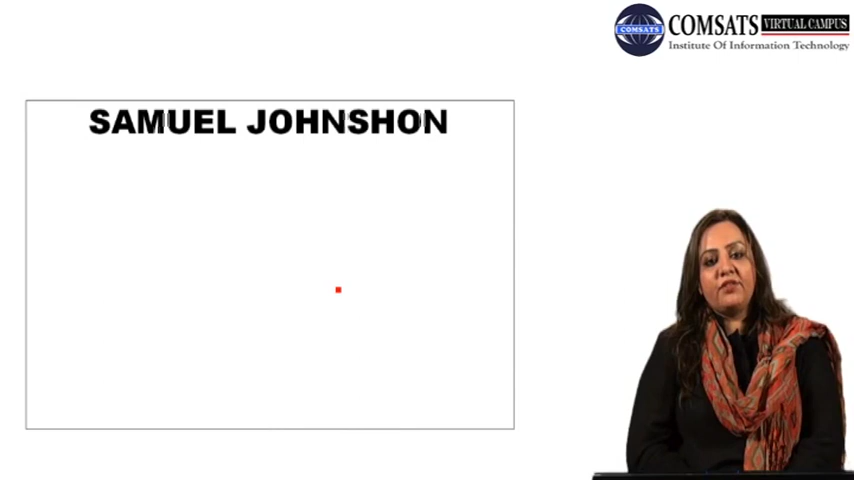 COMSATS VIRTUAL CAMPUS
COMSATS Institute Of Information Technology
SAMUEL JOHNSHON